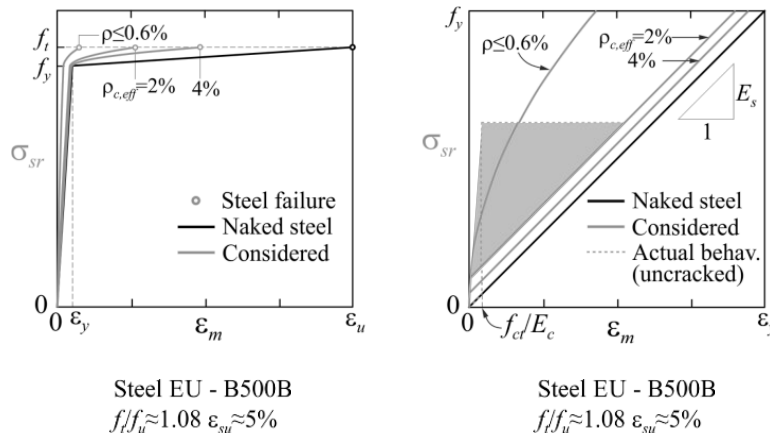 f_t
f_y
σ_sr
0
ρ≤0.6%
ρ_c,eff=2%
4%
Steel failure
Naked steel
Considered
ε_y
ε_m
ε_u
Steel EU - B500B
f_t/f_u≈1.08 ε_su≈5%
f_y
σ_sr
0
ρ≤0.6%
ρ_c,eff=2%
4%
E_s
1
Naked steel
Considered
Actual behav.
(uncracked)
0
f_ct/E_c
ε_m
Steel EU - B500B
f_t/f_u≈1.08 ε_su≈5%